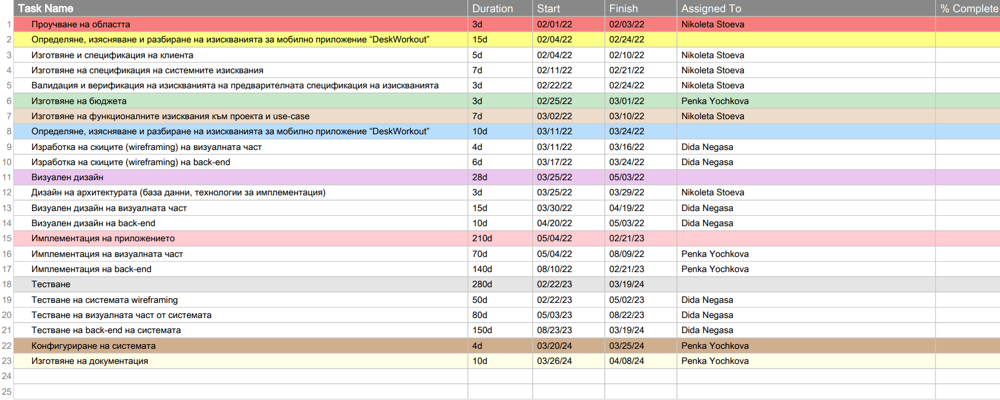 Task Name Duration Start Finish Assigned To % Complete
1 Проучване на областта 3d 02/01/22 02/03/22 Nikoleta Stoeva
2 Определяне, изясняване и разбиране на изискванията за мобилно приложение “DeskWorkout” 15d 02/04/22 02/24/22
3 Изготвяне и спецификация на клиента 5d 02/04/22 02/10/22 Nikoleta Stoeva
4 Изготвяне на спецификация на системните изисквания 7d 02/11/22 02/21/22 Nikoleta Stoeva
5 Валидация и верификация на изискванията на предварителната спецификация на изискванията 3d 02/22/22 02/24/22 Nikoleta Stoeva
6 Изготвяне на бюджета 3d 02/25/22 03/01/22 Penka Yochkova
7 Изготвяне на функционалните изисквания към проекта и use-case 7d 03/02/22 03/10/22 Nikoleta Stoeva
8 Определяне, изясняване и разбиране на изискванията за мобилно приложение “DeskWorkout” 10d 03/11/22 03/24/22
9 Изработка на скиците (wireframing) на визуалната част 4d 03/11/22 03/16/22 Dida Negasa
10 Изработка на скиците (wireframing) на back-end 6d 03/17/22 03/24/22 Dida Negasa
11 Визуален дизайн 28d 03/25/22 05/03/22
12 Дизайн на архитектурата (база данни, технологии за имплементация) 3d 03/25/22 03/29/22 Nikoleta Stoeva
13 Визуален дизайн на визуалната част 15d 03/30/22 04/19/22 Dida Negasa
14 Визуален дизайн на back-end 10d 04/20/22 05/03/22 Dida Negasa
15 Имплементация на приложението 210d 05/04/22 02/21/23
16 Имплементация на визуалната част 70d 05/04/22 08/09/22 Penka Yochkova
17 Имплементация на back-end 140d 08/10/22 02/21/23 Penka Yochkova
18 Тестване 280d 02/22/23 03/19/24
19 Тестване на системата wireframing 50d 02/22/23 05/02/23 Dida Negasa
20 Тестване на визуалната част от системата 80d 05/03/23 08/22/23 Dida Negasa
21 Тестване на back-end на системата 150d 08/23/23 03/19/24 Dida Negasa
22 Конфигуриране на системата 4d 03/20/24 03/25/24 Penka Yochkova
23 Изготвяне на документация 10d 03/26/24 04/08/24 Penka Yochkova
24
25